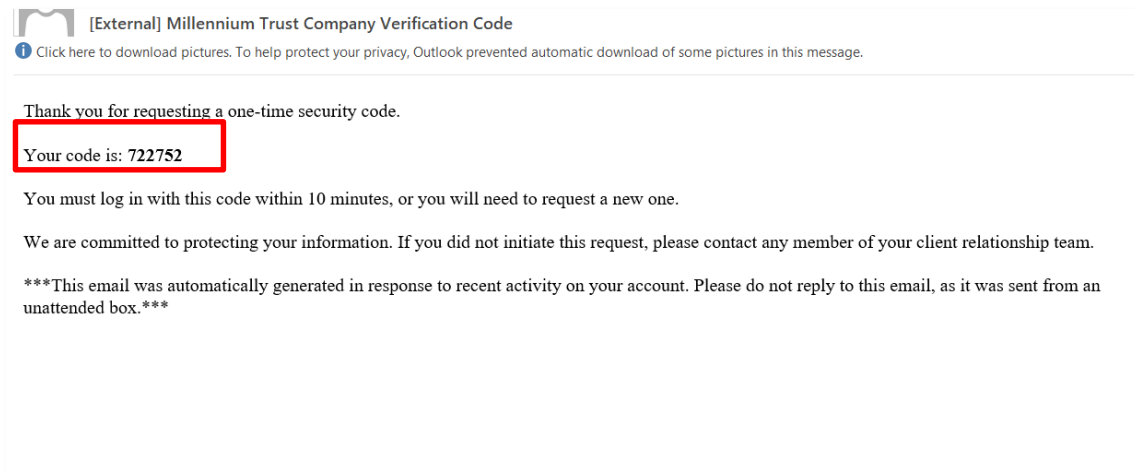 [External] Millennium Trust Company Verification Code
Click here to download pictures. To help protect your privacy, Outlook prevented automatic download of some pictures in this message.
Thank you for requesting a one-time security code.
Your code is: 722752
You must log in with this code within 10 minutes, or you will need to request a new one.
We are committed to protecting your information. If you did not initiate this request, please contact any member of your client relationship team.
***This email was automatically generated in response to recent activity on your account. Please do not reply to this email, as it was sent from an
unattended box.***